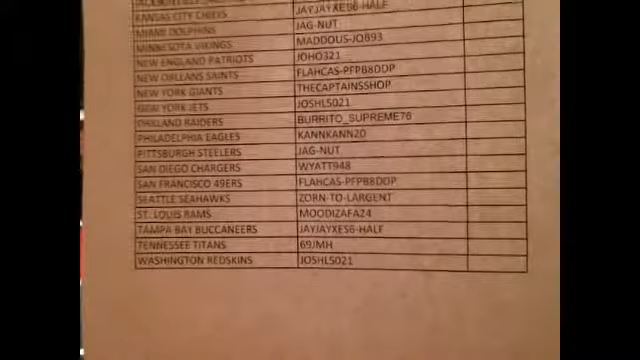 KANSAS CITY CHIEFS JAYJAYXES6-HALF
MIAMI DOLPHINS JAG-NUT
MINNESOTA VIKINGS MADDOUS-JQB93
NEW ENGLAND PATRIOTS JOHO321
NEW ORLEANS SAINTS FLAHCAS-PFPB8DDP
NEW YORK GIANTS THECAPTAINSSHOP
NEW YORK JETS JOSHL5021
OAKLAND RAIDERS BURRITO_SUPREME76
PHILADELPHIA EAGLES KANNKANN20
PITTSBURGH STEELERS JAG-NUT
SAN DIEGO CHARGERS WYATT948
SAN FRANCISCO 49ERS FLAHCAS-PFPB8DDP
SEATTLE SEAHAWKS ZORN-TO-LARGENT
ST. LOUIS RAMS MOODIZAFA24
TAMPA BAY BUCCANEERS JAYJAYXES6-HALF
TENNESSEE TITANS 69JMH
WASHINGTON REDSKINS JOSHL5021